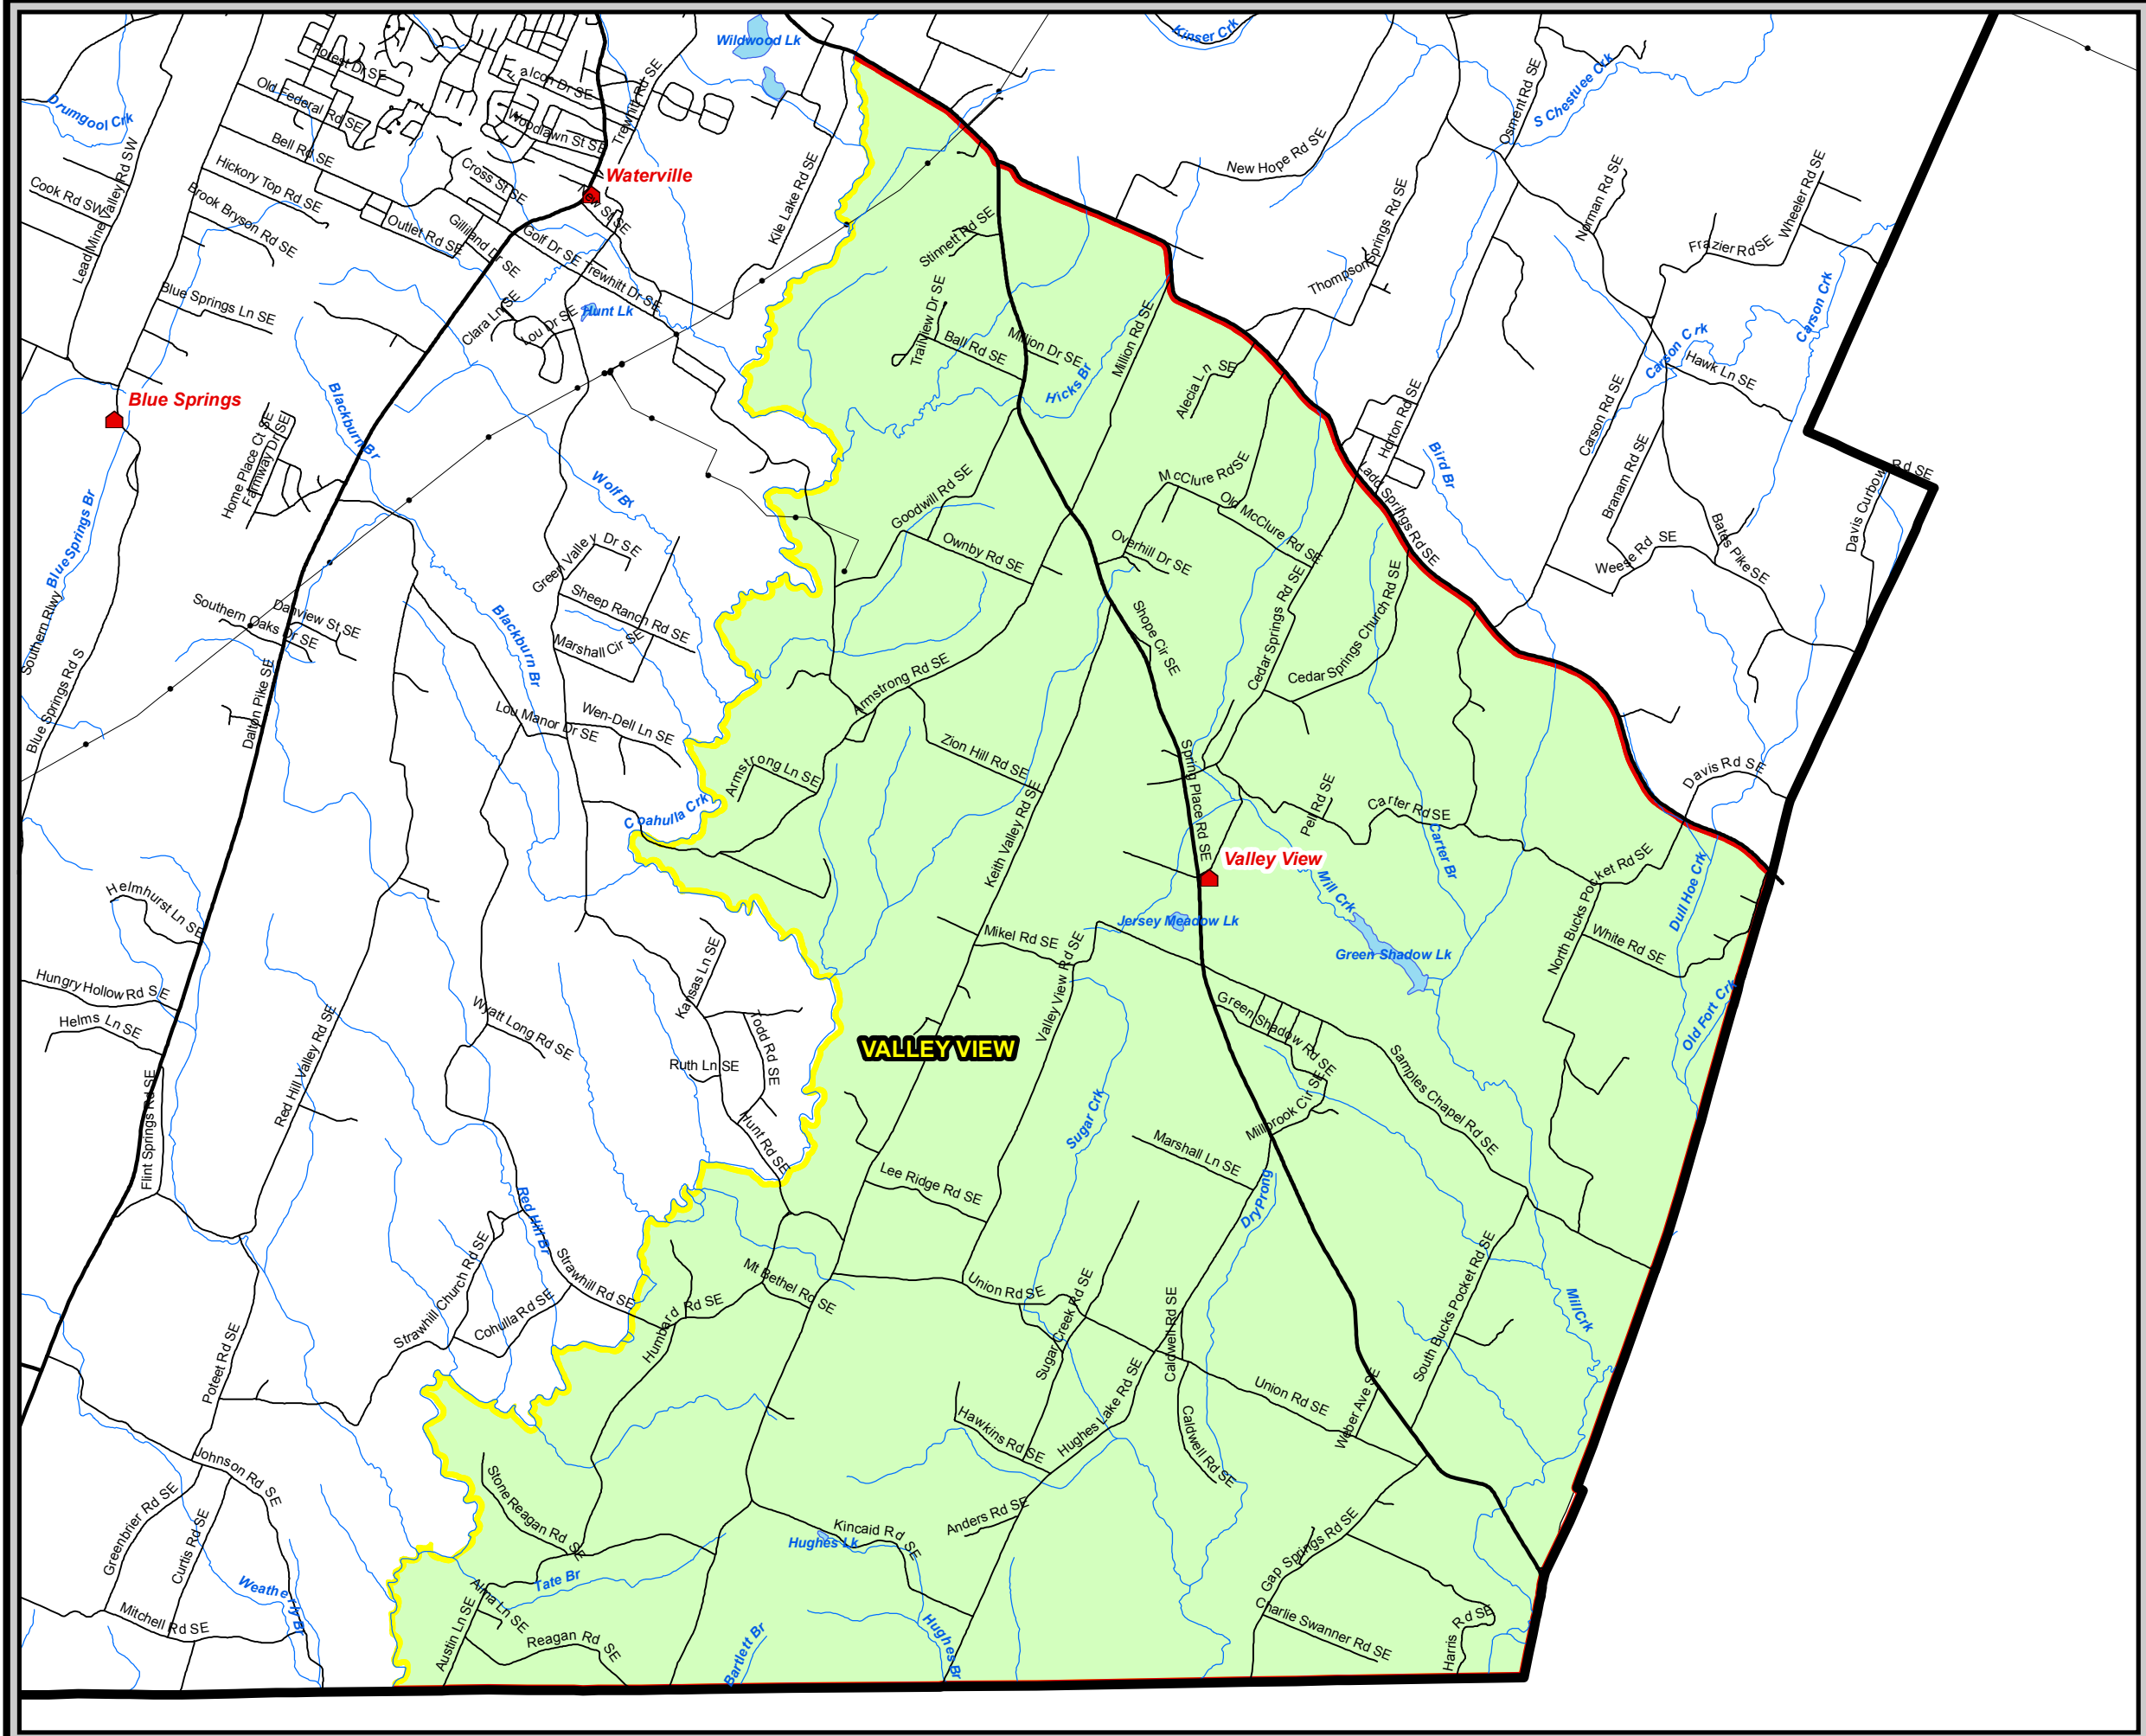 Wildwood Lk
Kinser Crk
Forest Dr SE
Falcon Dr SE
Old Federal Rd SE
Trewhitt Rd SE
Osment Rd SE
S Chestuee Crk
Drumgool Crk
Woodlawn St SE
Bell Rd SE
Cross St SE
Waterville
New St SE
New Hope Rd SE
Kile Lake Rd SE
Norman Rd SE
Wheeler Rd SE
Hickory Top Rd SE
Cook Rd SW
Lead Mine Valley Rd SW
Brook Bryson Rd SE
Outlet Rd SE
Gilliland Dr SE
Golf Dr SE
Trewhitt Dr SE
Stinnett Rd SE
Thompson Springs Rd SE
Frazier Rd SE
Carson Crk
Blue Springs Ln SE
Clara Ln SE
Lou Dr SE
Hunt Lk
Trailview Dr SE
Ball Rd SE
Million Dr SE
Million Rd SE
Hicks Br
Alecia Ln SE
Carson Crk
Hawk Ln SE
Blue Springs
Blackburn Br
Home Place Ct SE
Farmway Dr SE
Horton Rd SE
Bird Br
Carson Rd SE
Branam Rd SE
Ladd Springs Rd SE
McClure Rd SE
Old McClure Rd SE
Davis Curbow Rd SE
Bates Pike SE
Weese Rd SE
Blue Springs Br
Wolf Br
Goodwill Rd SE
Ownby Rd SE
Overhill Dr SE
Green Valley Dr SE
Sheep Ranch Rd SE
Marshall Cir SE
Southern Rlwy
Southern Oaks Dr SE
Danview St SE
Blackburn Br
Shope Cir SE
Cedar Springs Rd SE
Cedar Springs Church Rd SE
Blue Springs Rd S
Dalton Pike SE
Lou Manor Dr SE
Wen-Dell Ln SE
Armstrong Rd SE
Armstrong Ln SE
Zion Hill Rd SE
Spring Place Rd SE
Davis Rd SE
Coahulla Crk
Keith Valley Rd SE
Pell Rd SE
Carter Rd SE
Carter Br
Valley View
Mill Crk
North Bucks Pocket Rd SE
Dull Hoe Crk
Helmhurst Ln SE
Jersey Meadow Lk
Green Shadow Lk
Mikel Rd SE
Valley View Rd SE
White Rd SE
Hungry Hollow Rd SE
Helms Ln SE
Kansas Ln SE
Wyatt Long Rd SE
Todd Rd SE
Ruth Ln SE
Red Hill Valley Rd SE
VALLEY VIEW
Green Shadow Rd SE
Old Fort Crk
Samples Chapel Rd SE
Millbrook Cir SE
Flint Springs Rd SE
Hunt Rd SE
Sugar Crk
Marshall Ln SE
Lee Ridge Rd SE
Dry Prong
Red Hill Br
Strawhill Church Rd SE
Strawhill Rd SE
Cohulla Rd SE
Mt Bethel Rd SE
Humbard Rd SE
Union Rd SE
Sugar Creek Rd SE
Caldwell Rd SE
South Bucks Pocket Rd SE
Mill Crk
Poteet Rd SE
Hughes Lake Rd SE
Union Rd SE
Weber Ave SE
Hawkins Rd SE
Caldwell Rd SE
Johnson Rd SE
Greenbrier Rd SE
Curtis Rd SE
Stone Reagan Rd SE
Kincaid Rd SE
Hughes Lk
Anders Rd SE
Gap Springs Rd SE
Weatherly Br
Mitchell Rd SE
Tate Br
Alma Ln SE
Austin Ln SE
Reagan Rd SE
Bartlett Br
Hughes Br
Charlie Swanner Rd SE
Harris Rd SE